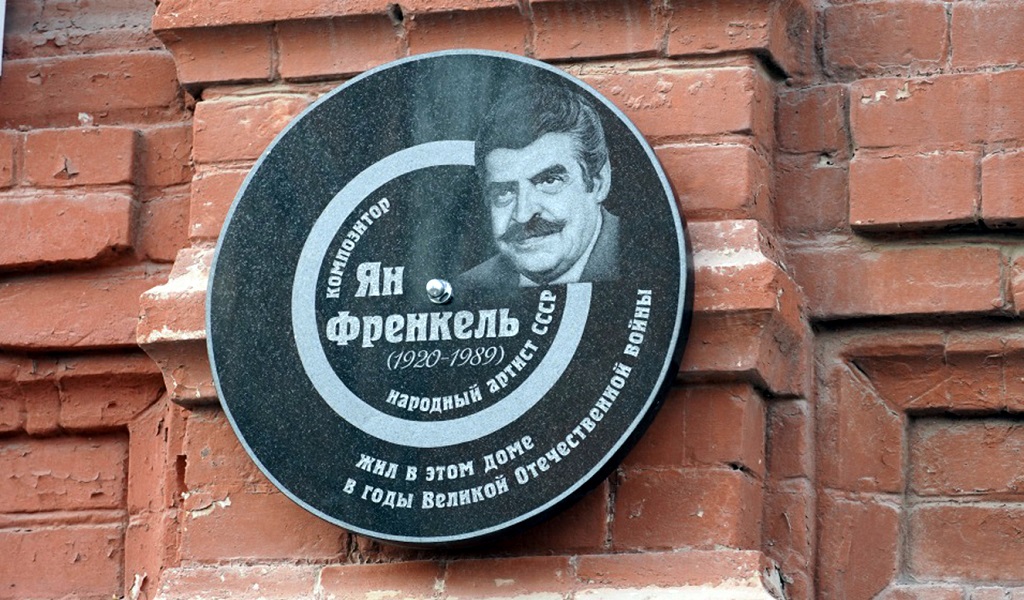 композитор
Ян
Френкель
(1920-1989)
народный артист СССР
жил в этом доме
в годы Великой Отечественной войны